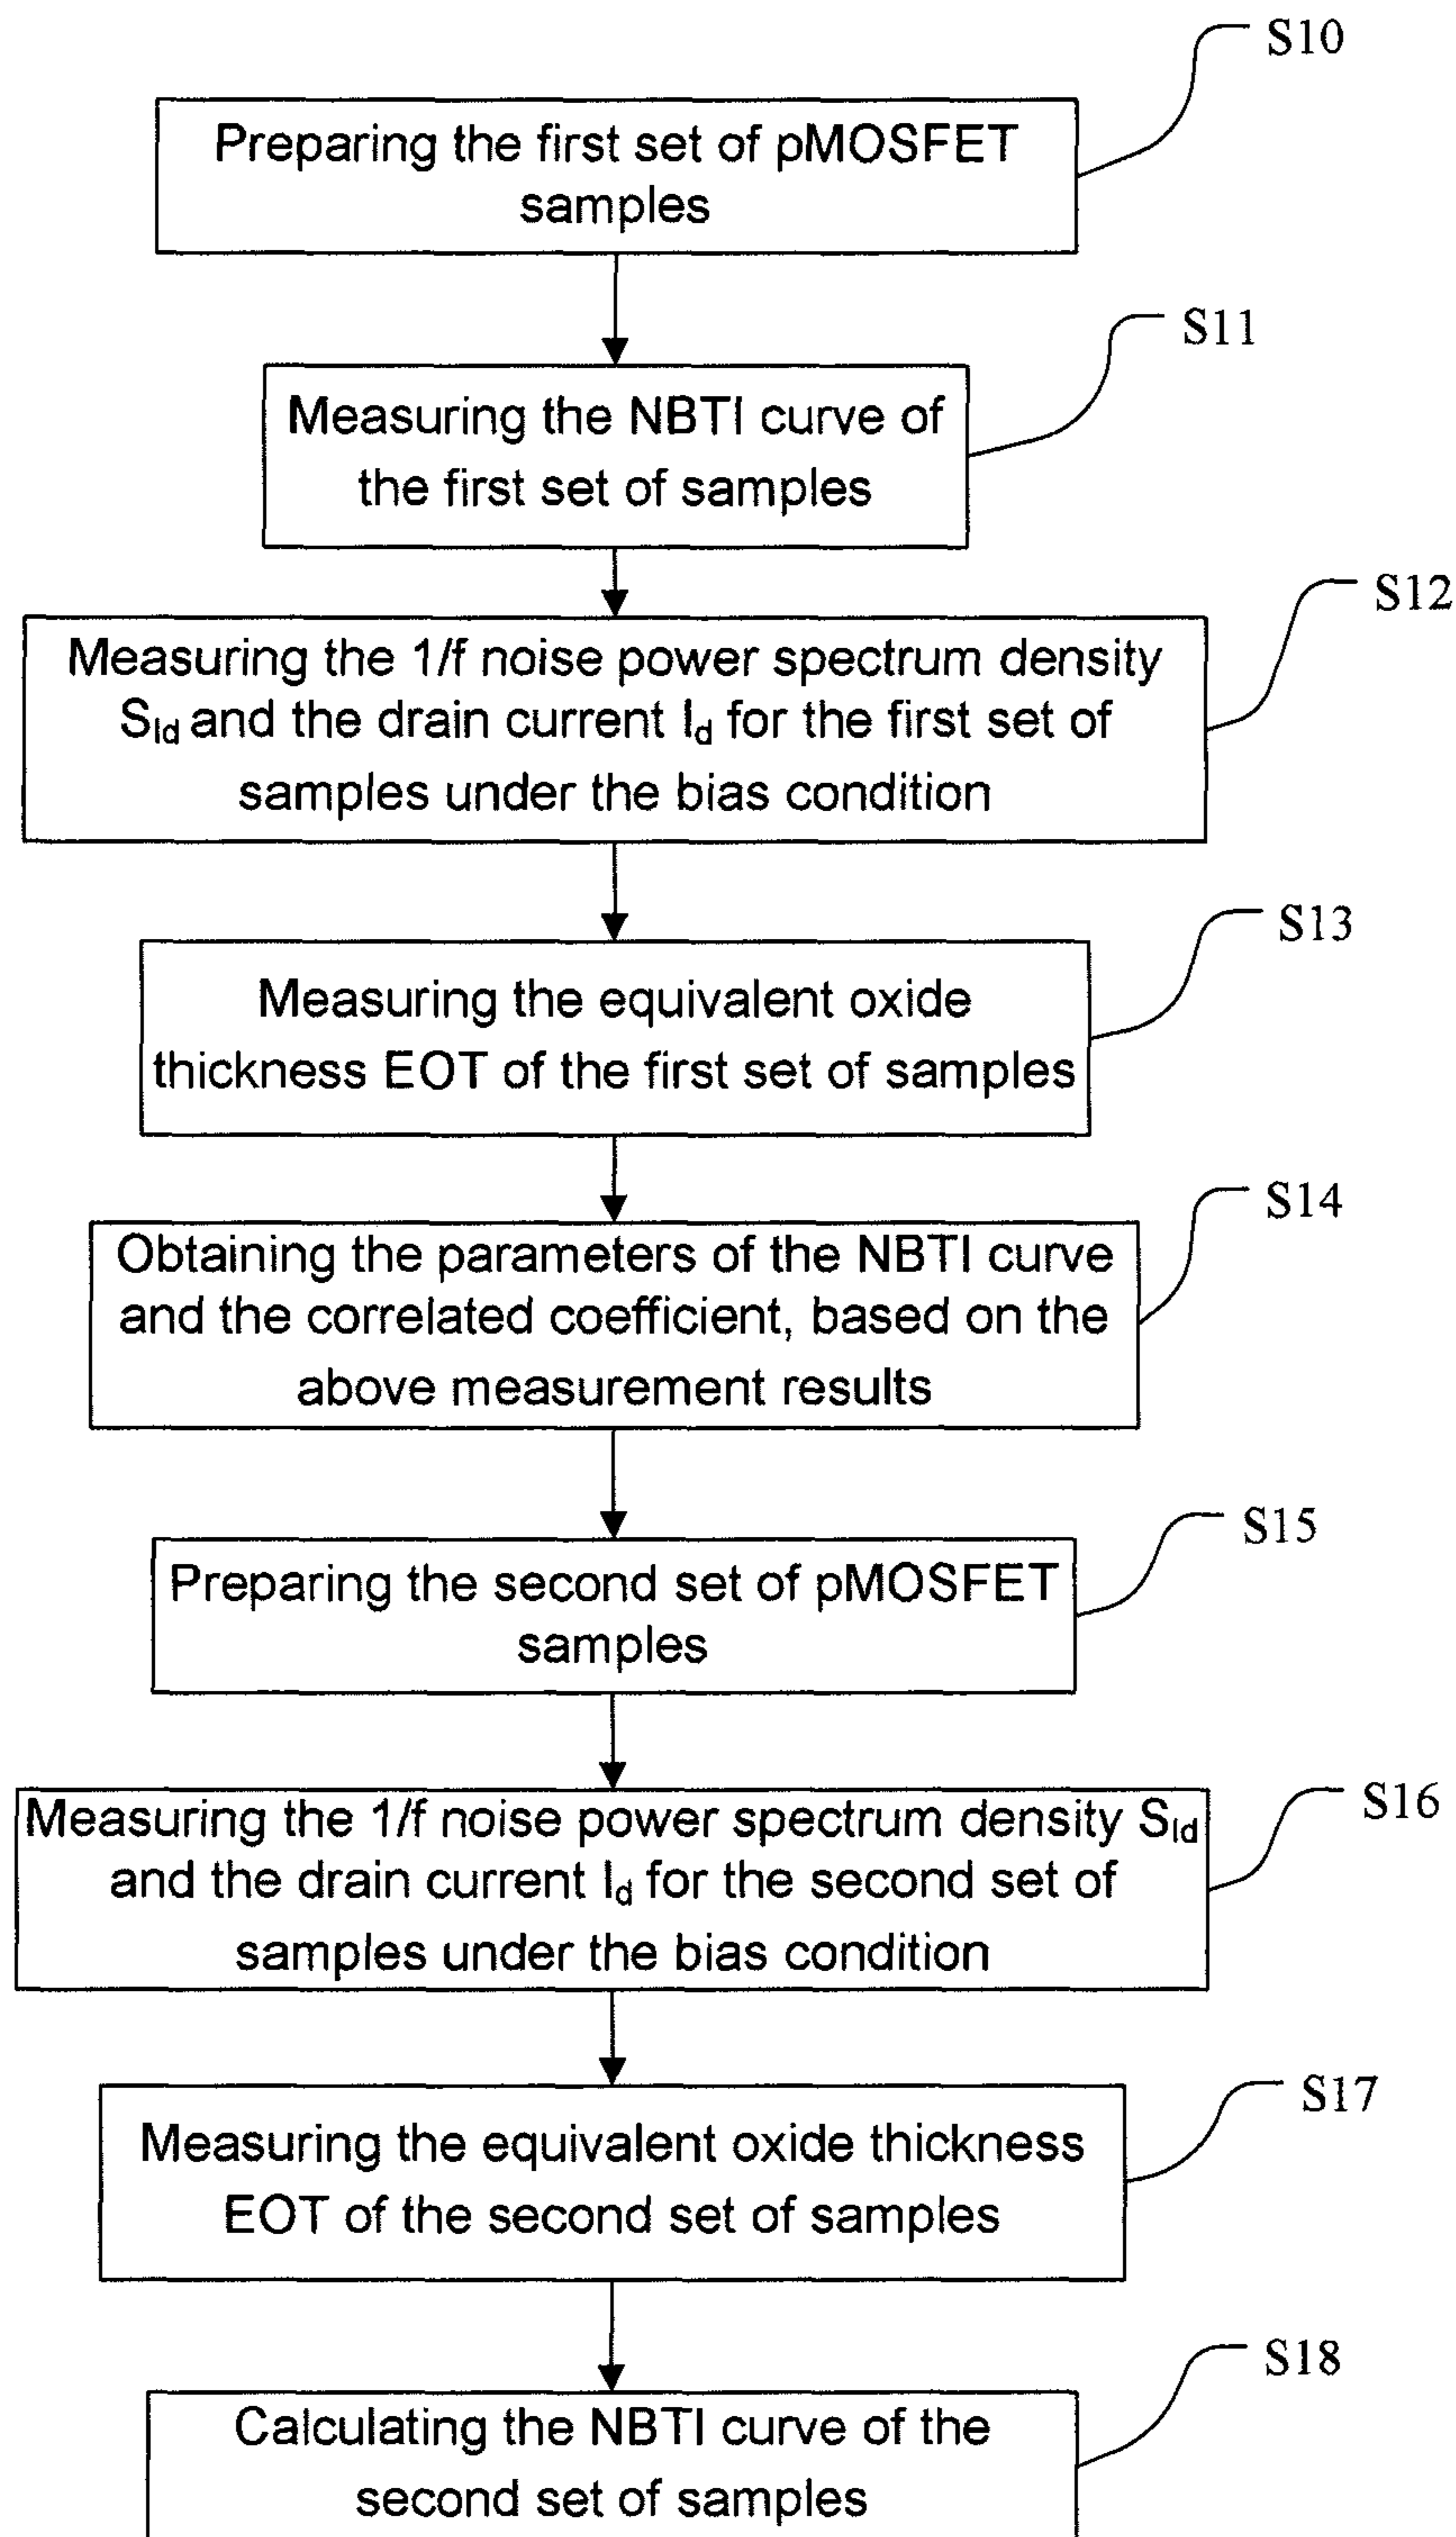 S10
Preparing the first set of pMOSFET
samples
S11
Measuring the NBTI curve of
the first set of samples
S12
Measuring the 1/f noise power spectrum density
S_Id and the drain current I_d for the first set of
samples under the bias condition
S13
Measuring the equivalent oxide
thickness EOT of the first set of samples
S14
Obtaining the parameters of the NBTI curve
and the correlated coefficient, based on the
above measurement results
S15
Preparing the second set of pMOSFET
samples
S16
Measuring the 1/f noise power spectrum density S_Id
and the drain current I_d for the second set of
samples under the bias condition
S17
Measuring the equivalent oxide thickness
EOT of the second set of samples
S18
Calculating the NBTI curve of the
second set of samples